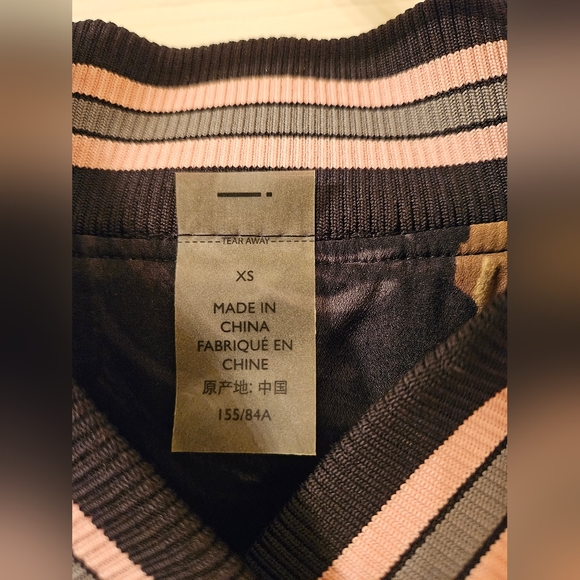 TEAR AWAY
XS
MADE IN
CHINA
FABRIQUÉ EN
CHINE
原产地: 中国
155/84A